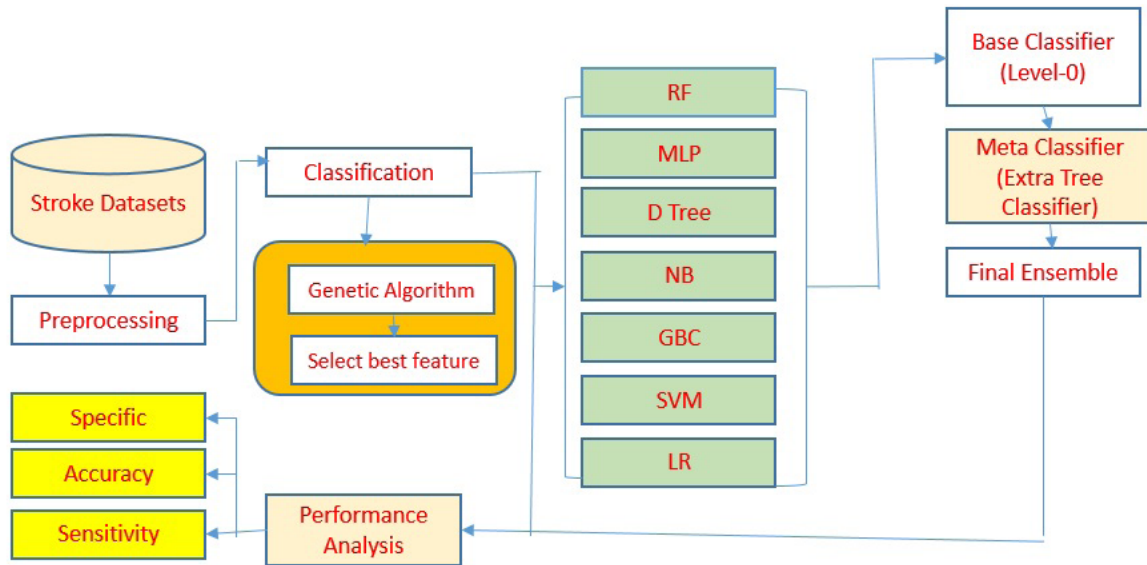 Stroke Datasets
Preprocessing
Classification
Genetic Algorithm
Select best feature
RF
MLP
D Tree
NB
GBC
SVM
LR
Base Classifier
(Level-0)
Meta Classifier
(Extra Tree
Classifier)
Final Ensemble
Performance
Analysis
Specific
Accuracy
Sensitivity